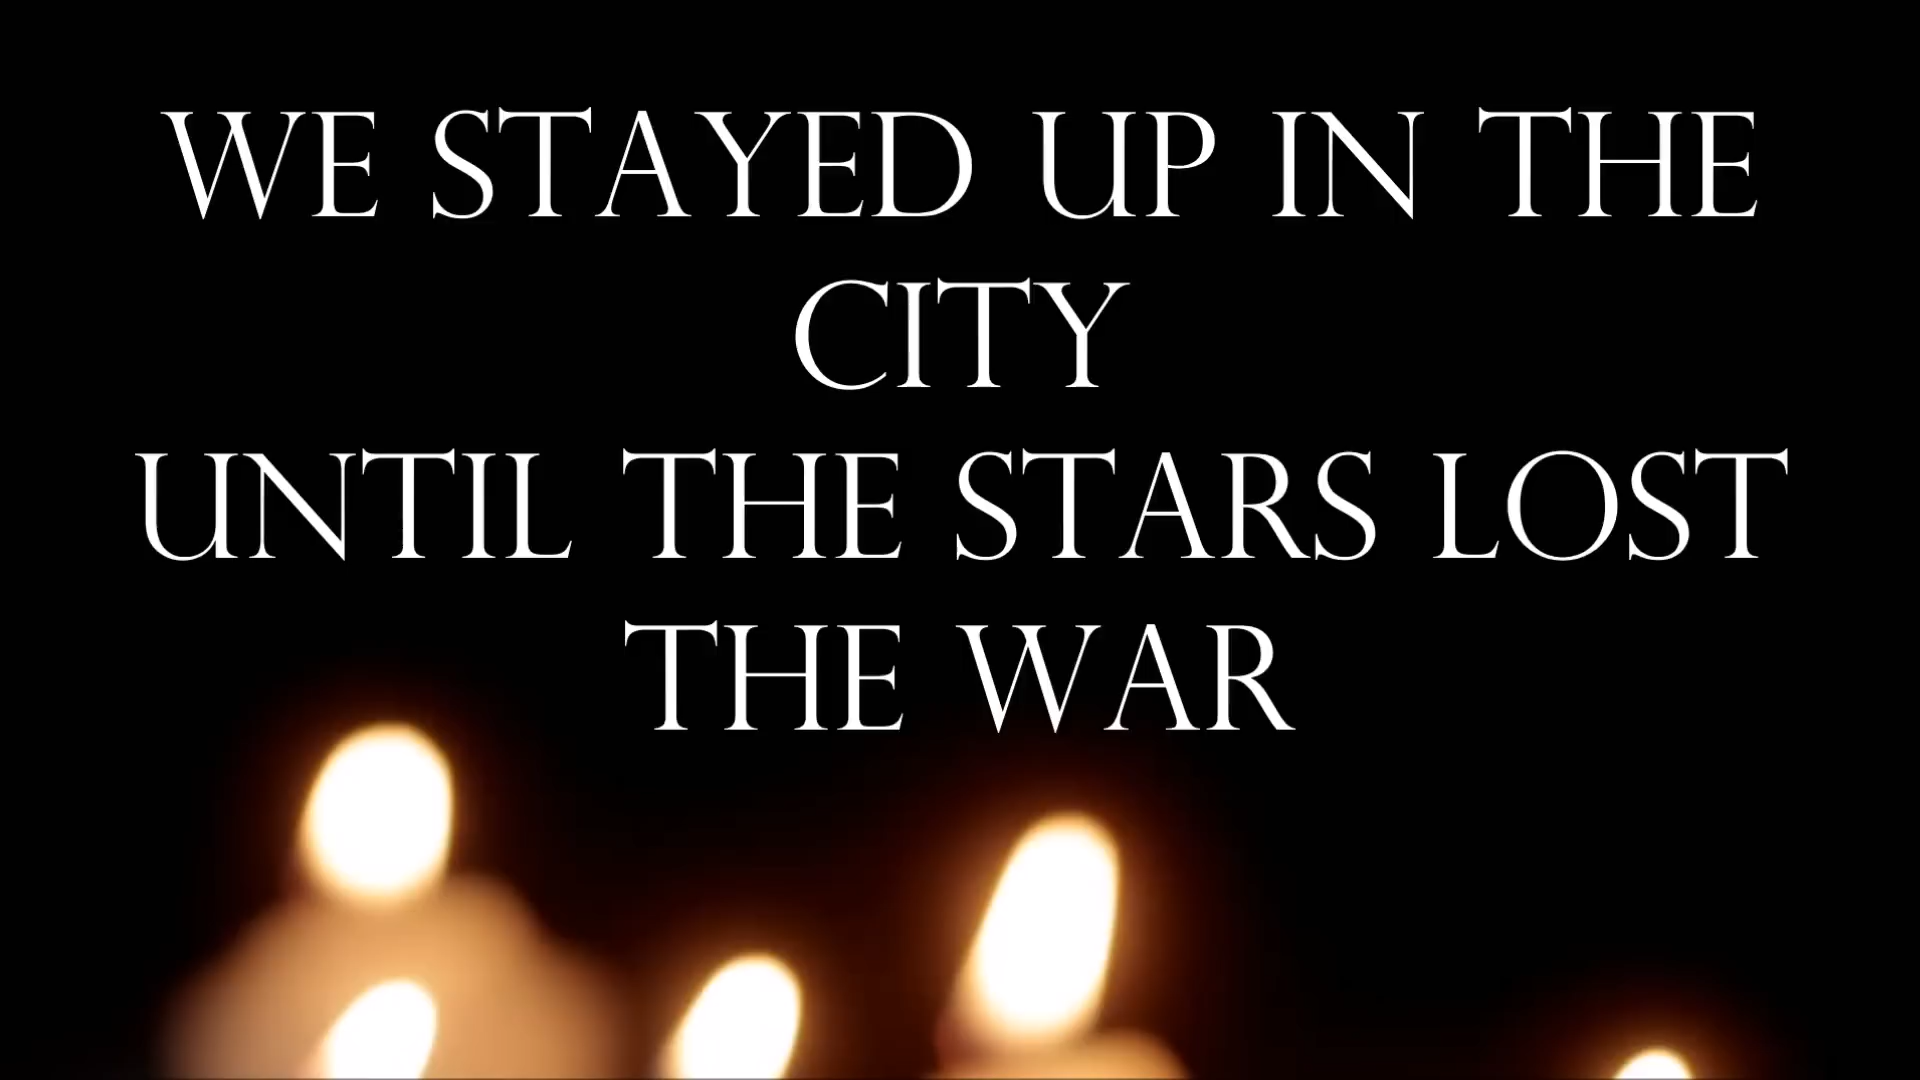 WE STAYED UP IN THE
CITY
UNTIL THE STARS LOST
THE WAR